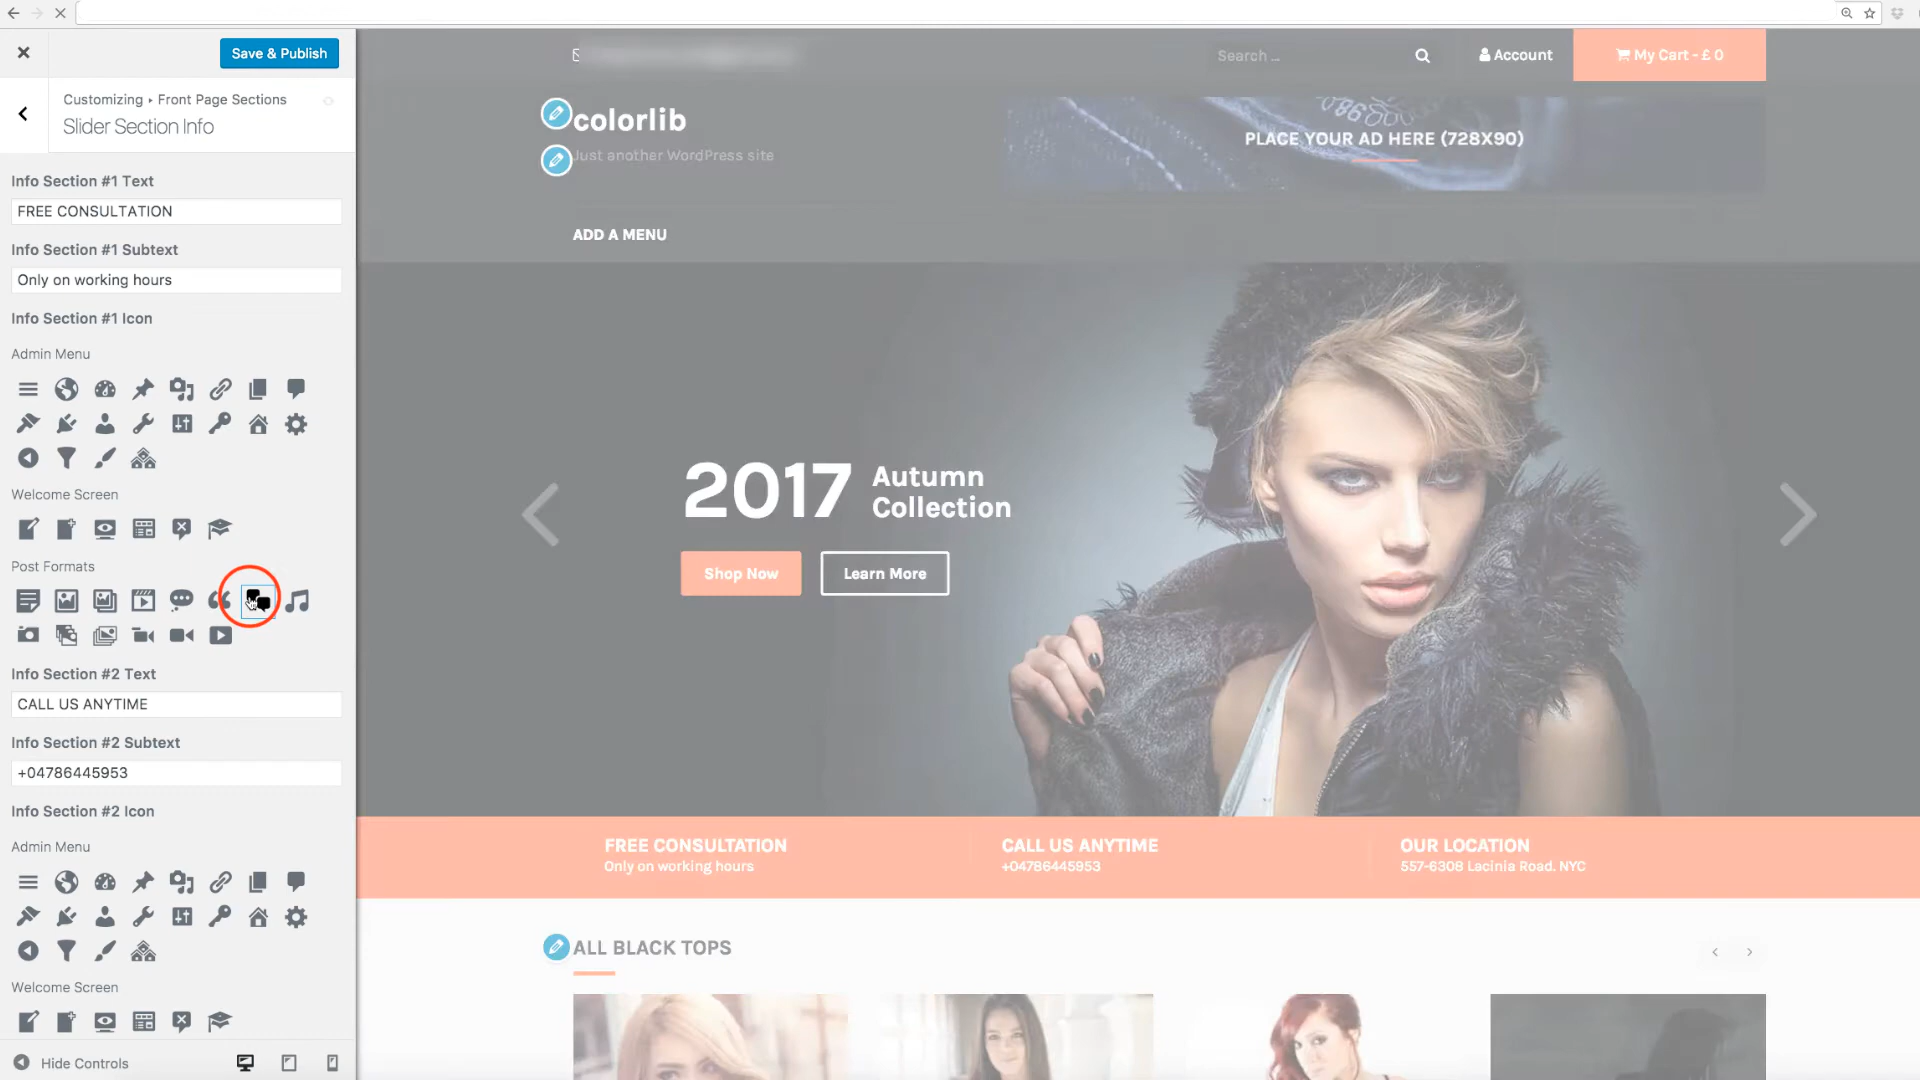 Save & Publish
Customizing ▸ Front Page Sections
Slider Section Info
Info Section #1 Text
FREE CONSULTATION
Info Section #1 Subtext
Only on working hours
Info Section #1 Icon
Admin Menu
Welcome Screen
Post Formats
Info Section #2 Text
CALL US ANYTIME
Info Section #2 Subtext
+04786445953
Info Section #2 Icon
Admin Menu
Welcome Screen
Hide Controls
Search ...
Account
My Cart - £ 0
colorlib
Just another WordPress site
PLACE YOUR AD HERE (728X90)
ADD A MENU
2017 Autumn
Collection
Shop Now
Learn More
FREE CONSULTATION
Only on working hours
CALL US ANYTIME
+04786445953
OUR LOCATION
557-6308 Lacinia Road. NYC
ALL BLACK TOPS